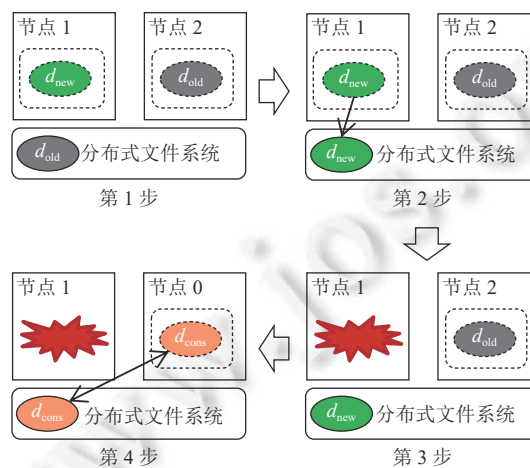 节点 1
节点 2
d_new
d_old
d_old 分布式文件系统
第 1 步
节点 1
节点 2
d_new
d_old
d_new 分布式文件系统
第 2 步
节点 1
节点 0
d_cons
d_cons 分布式文件系统
第 4 步
节点 1
节点 2
d_old
d_new 分布式文件系统
第 3 步